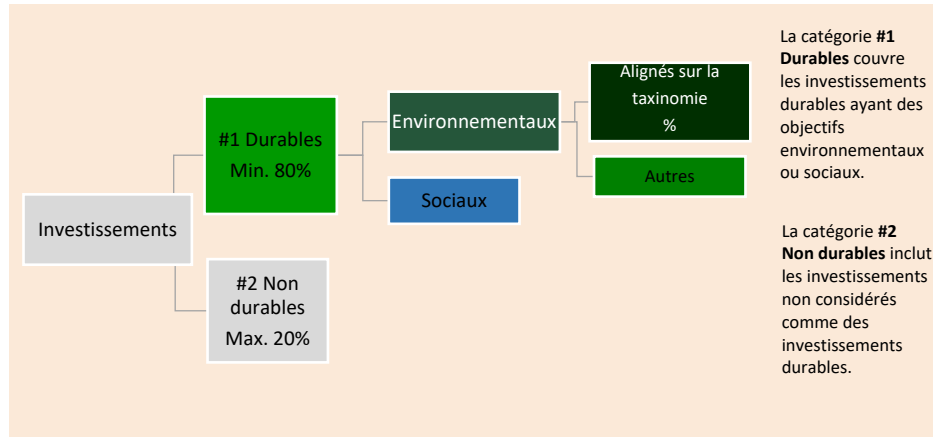 Investissements
#1 Durables
Min. 80%
#2 Non
durables
Max. 20%
Environnementaux
Sociaux
Alignés sur la
taxinomie
%
Autres
La catégorie #1
Durables couvre
les investissements
durables ayant des
objectifs
environnementaux
ou sociaux.
La catégorie #2
Non durables inclut
les investissements
non considérés
comme des
investissements
durables.